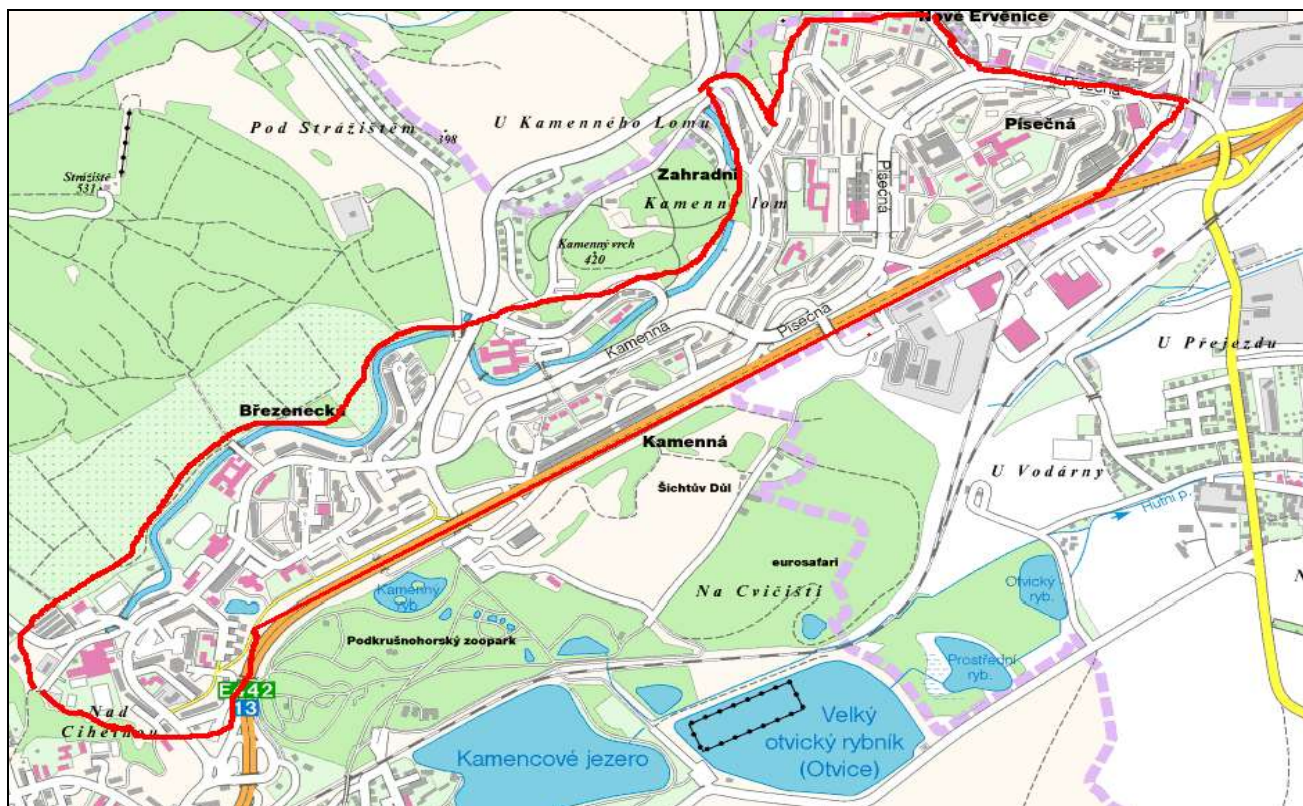 Nové Ervěnice
Písečná
Pod Strážištěm
398
U Kamenného Lomu
Písečná
Strážiště
531
Zahradní
Kamenný lom
Písečná
Kamenný vrch
420
Kamenná
Písečná
U Přejezdu
Březenecká
Kamenná
Šichtův Důl
U Vodárny
Hutní p.
eurosafari
Na Cvičišti
Otvický
ryb.
Kamenný
ryb.
Podkrušnohorský zoopark
Prostřední
ryb.
E442
13
Nad
Cihelnou
Kamencové jezero
Velký
otvický rybník
(Otvice)
N